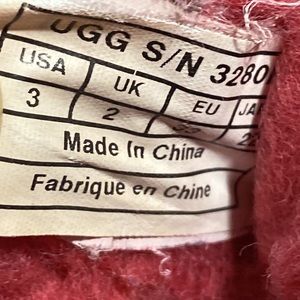 UGG S/N 3280
USA UK EU
3 2
Made In China
Fabrique en Chine